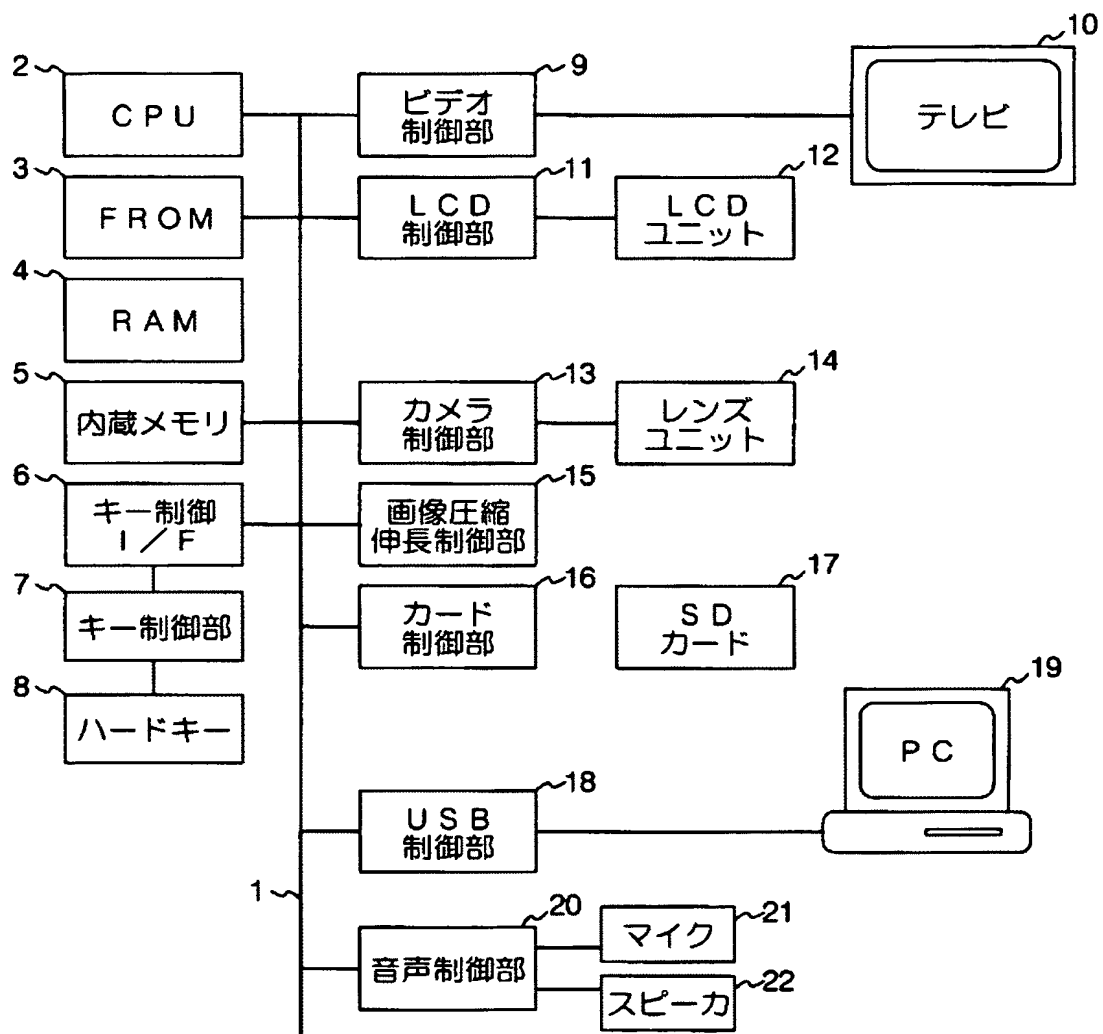 10
2
CPU
9
ビデオ
制御部
テレビ
3
FROM
11
LCD
制御部
12
LCD
ユニット
4
RAM
5
内蔵メモリ
13
カメラ
制御部
14
レンズ
ユニット
6
キー制御
I/F
15
画像圧縮
伸長制御部
7
キー制御部
16
カード
制御部
17
SD
カード
8
ハードキー
19
PC
18
USB
制御部
1
20
音声制御部
21
マイク
22
スピーカ